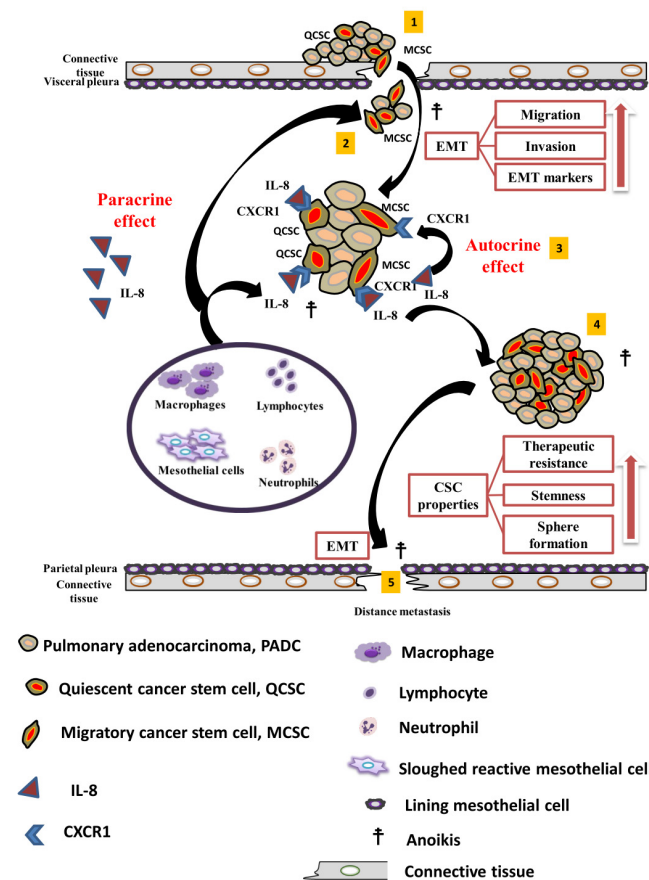 1
QCSC
MCSC
Connective
tissue
Visceral pleura
2
MCSC
EMT
Migration
Invasion
EMT markers
Paracrine
effect
IL-8
IL-8
CXCR1
QCSC
MCSC
CXCR1
QCSC
MCSC
CXCR1
IL-8
IL-8
IL-8
Autocrine
effect
3
4
Macrophages
Lymphocytes
Mesothelial cells
Neutrophils
CSC
properties
Therapeutic
resistance
Stemness
Sphere
formation
EMT
Parietal pleura
Connective
tissue
5
Distance metastasis
Pulmonary adenocarcinoma, PADC
Quiescent cancer stem cell, QCSC
Migratory cancer stem cell, MCSC
IL-8
CXCR1
Macrophage
Lymphocyte
Neutrophil
Sloughed reactive mesothelial cel
Lining mesothelial cell
Anoikis
Connective tissue